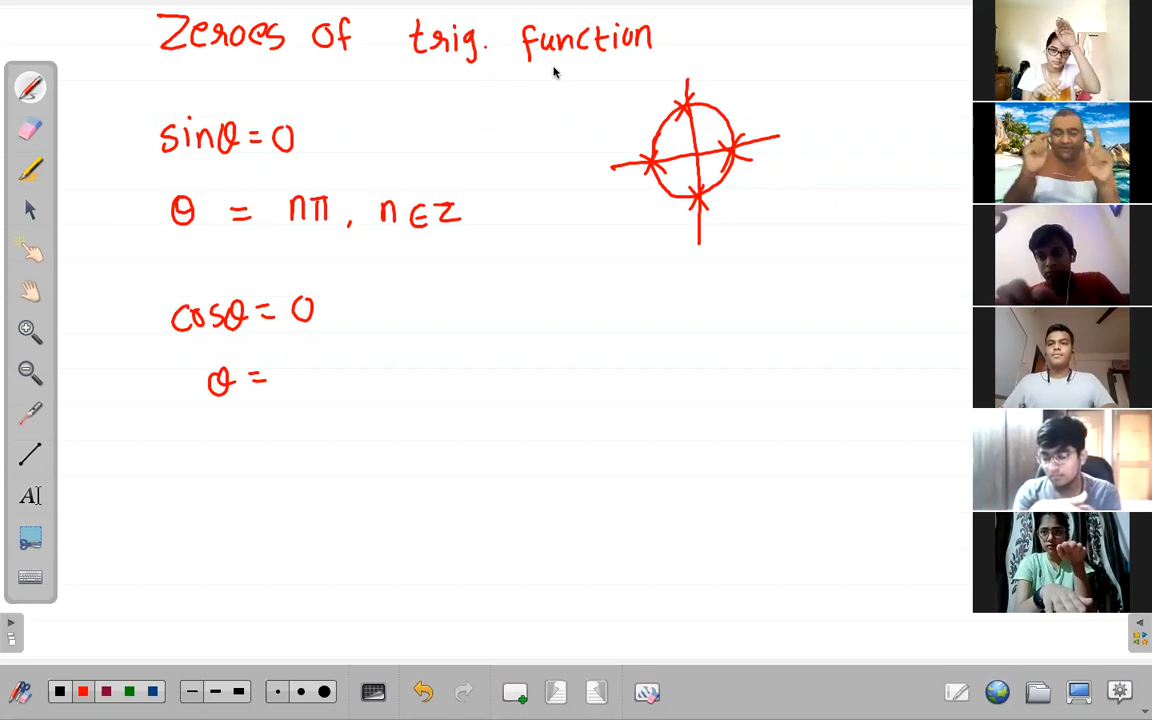 Zeroes of trig. function
sinθ = 0
θ = nπ, n ∈ z
cosθ = 0
θ =
A